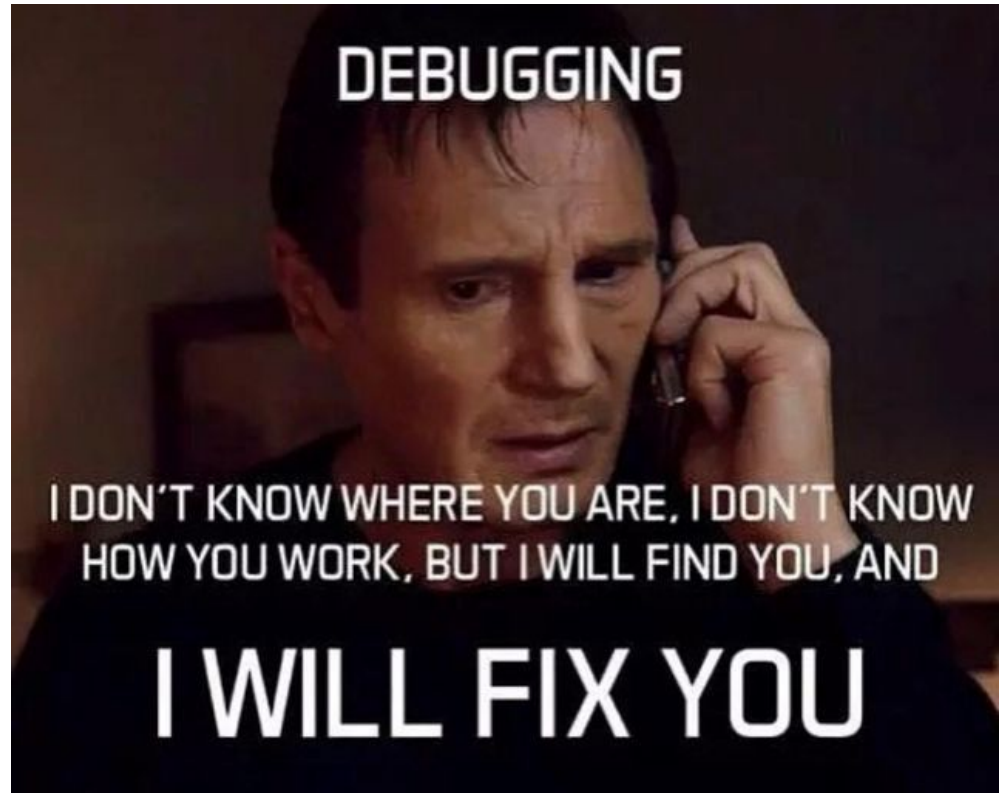 DEBUGGING
I DON'T KNOW WHERE YOU ARE, I DON'T KNOW
HOW YOU WORK, BUT I WILL FIND YOU, AND
I WILL FIX YOU